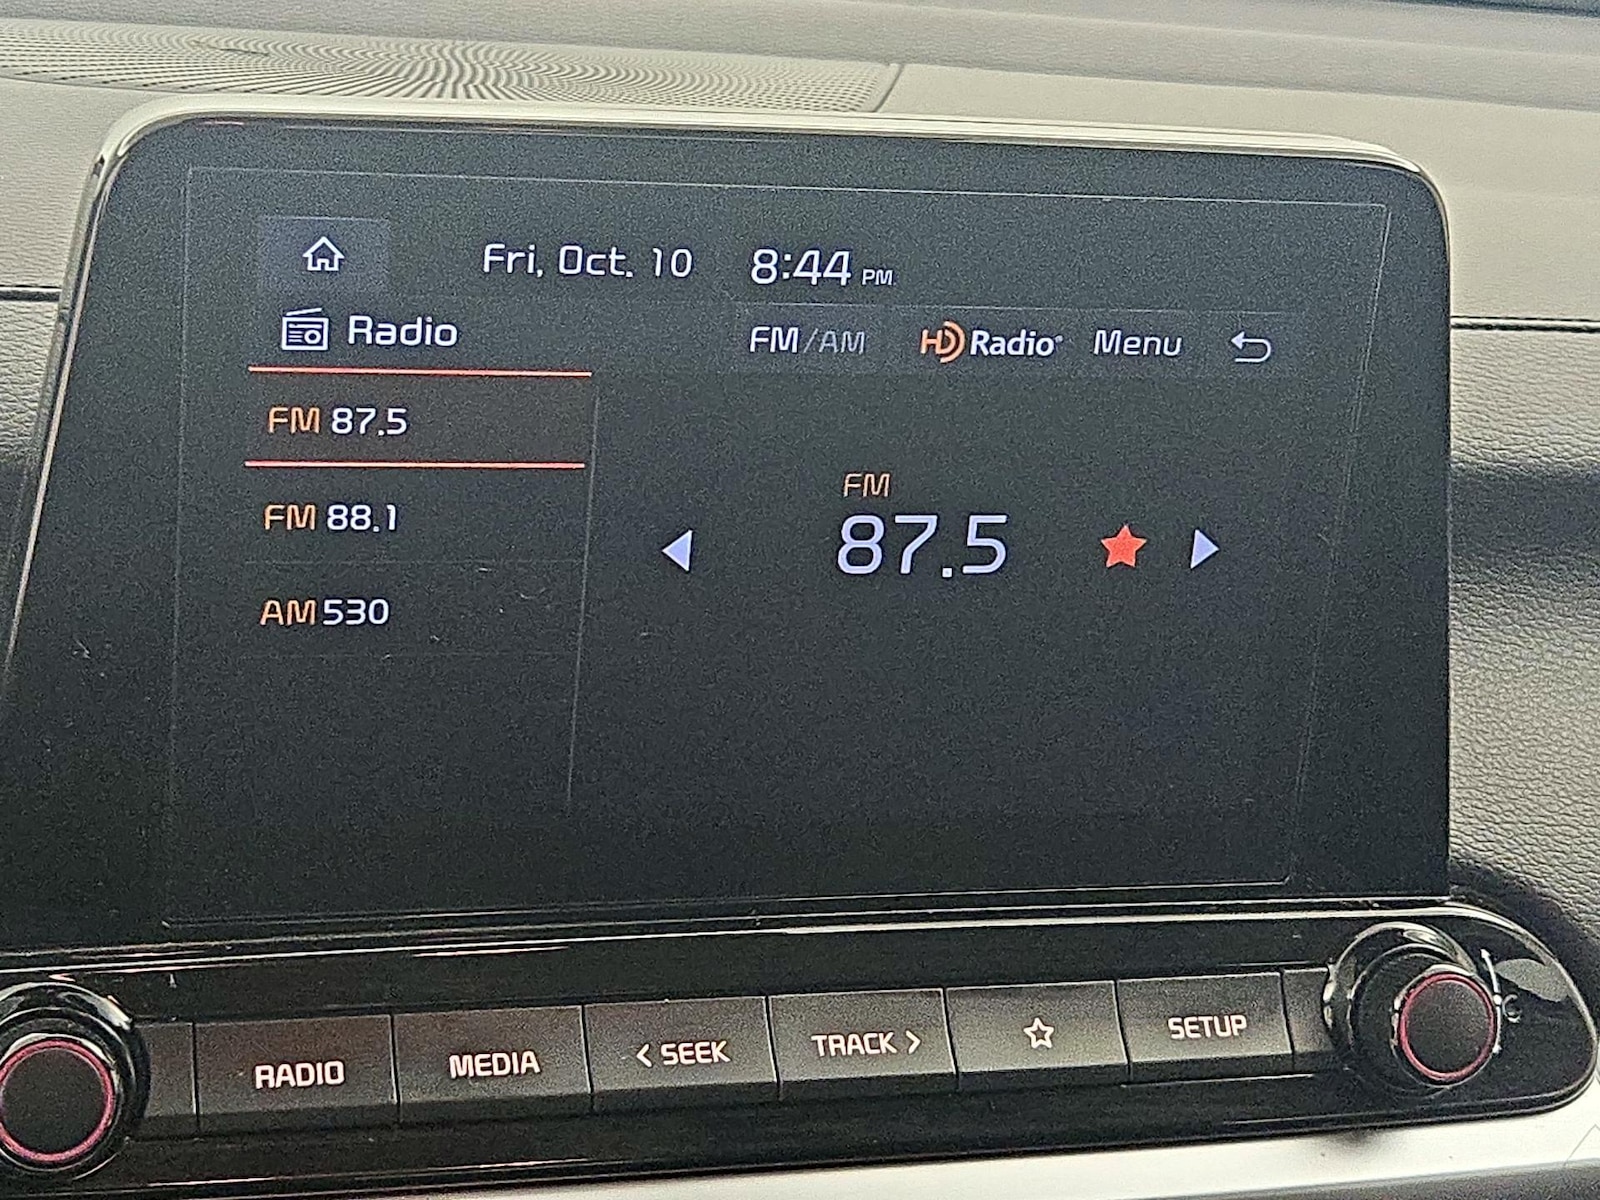 Fri, Oct. 10 8:44 PM
Radio FM/AM HD Radio® Menu
FM 87.5
FM 88.1
AM 530
FM
87.5
RADIO MEDIA < SEEK TRACK > SETUP